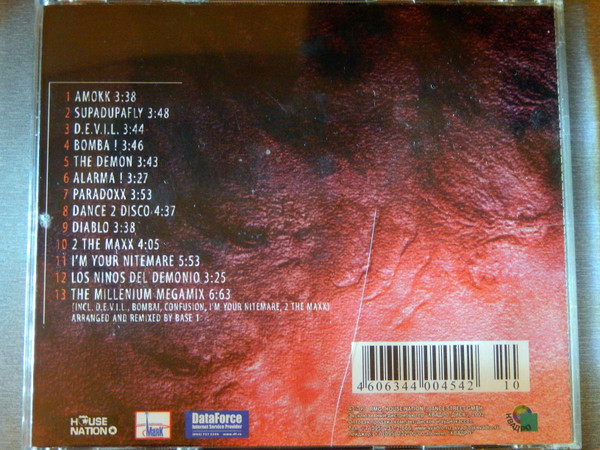 1 AMOKK 3:38
2 SUPADUPAFLY 3:48
3 D.E.V.I.L. 3:44
4 BOMBA ! 3:46
5 THE DEMON 3:43
6 ALARMA ! 3:27
7 PARADOXX 3:53
8 DANCE 2 DISCO 4:37
9 DIABLO 3:38
10 2 THE MAXX 4:05
11 I'M YOUR NITEMARE 5:53
12 LOS NINOS DEL DEMONIO 3:25
13 THE MILLENIUM MEGAMIX 6:63
(INCL. D.E.V.I.L., BOMBA!, CONFUSION, I'M YOUR NITEMARE, 2 THE MAXX)
ARRANGED AND REMIXED BY BASE 1
4 606344 004542 10
HOUSE NATION
DataForce
Internet Service Provider
КВАДРО